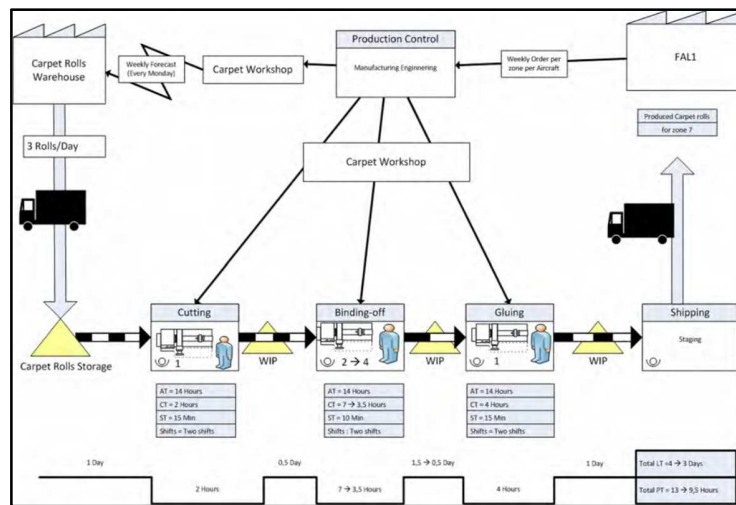 Production Control
Manufacturing Enginnering
Carpet Rolls
Warehouse
Weekly Forecast
(Every Monday)
Carpet Workshop
Weekly Order per
zone per Aircraft
FAL1
Produced Carpet rolls
for zone 7
3 Rolls/Day
Carpet Workshop
Cutting
1
Binding-off
2 → 4
Gluing
1
Shipping
Staging
Carpet Rolls Storage
WIP
WIP
WIP
AT = 14 Hours
CT = 2 Hours
ST = 15 Min
Shifts = Two shifts
AT = 14 Hours
CT = 7 → 3,5 Hours
ST = 10 Min
Shifts : Two shifts
AT = 14 Hours
CT = 4 Hours
ST = 15 Min
Shifts = Two shifts
1 Day
0,5 Day
1,5 → 0,5 Day
1 Day
Total LT =4 → 3 Days
2 Hours
7 → 3,5 Hours
4 Hours
Total PT = 13 → 9,5 Hours